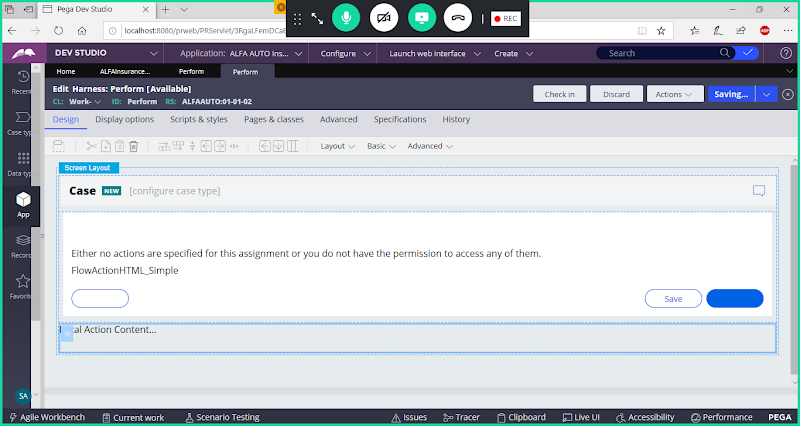 Pega Dev Studio
localhost:8080/prweb/PRServlet/3RgaLFemDCaE
REC
ABP
DEV STUDIO
Application: ALFA AUTO Ins...
Configure
Launch web Interface
Create
Search
Recen
Case typ
Data typ
App
Record
Favorit
SA
Home
ALFAInsurance...
Perform
Perform
Edit Harness: Perform [Available]
CL: Work- ID: Perform RS: ALFAAUTO:01-01-02
Check in
Discard
Actions
Saving...
Design
Display options
Scripts & styles
Pages & classes
Advanced
Specifications
History
Layout
Basic
Advanced
Screen Layout
Case NEW [configure case type]
Either no actions are specified for this assignment or you do not have the permission to access any of them.
FlowActionHTML_Simple
Save
cal Action Content...
Agile Workbench
Current work
Scenario Testing
Issues
Tracer
Clipboard
Live UI
Accessibility
Performance
PEGA